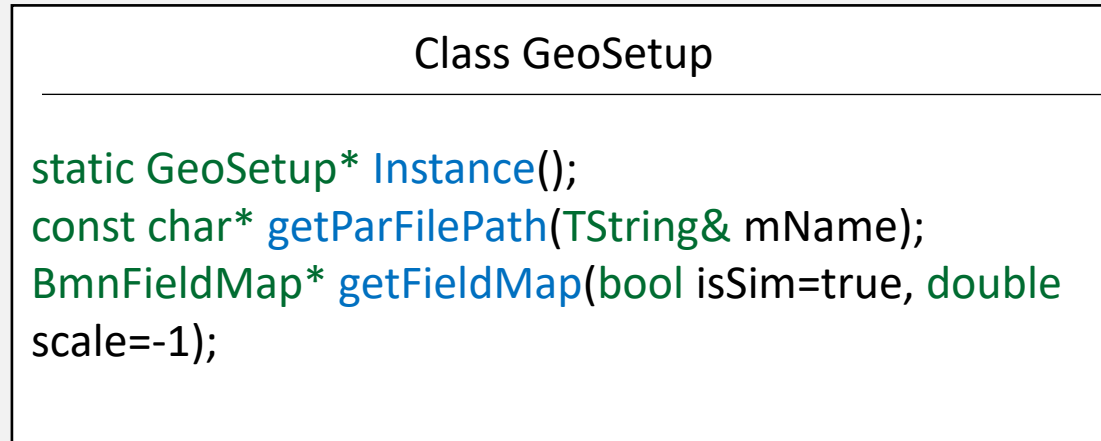 Class GeoSetup
static GeoSetup* Instance();
const char* getParFilePath(TString& mName);
BmnFieldMap* getFieldMap(bool isSim=true, double
scale=-1);